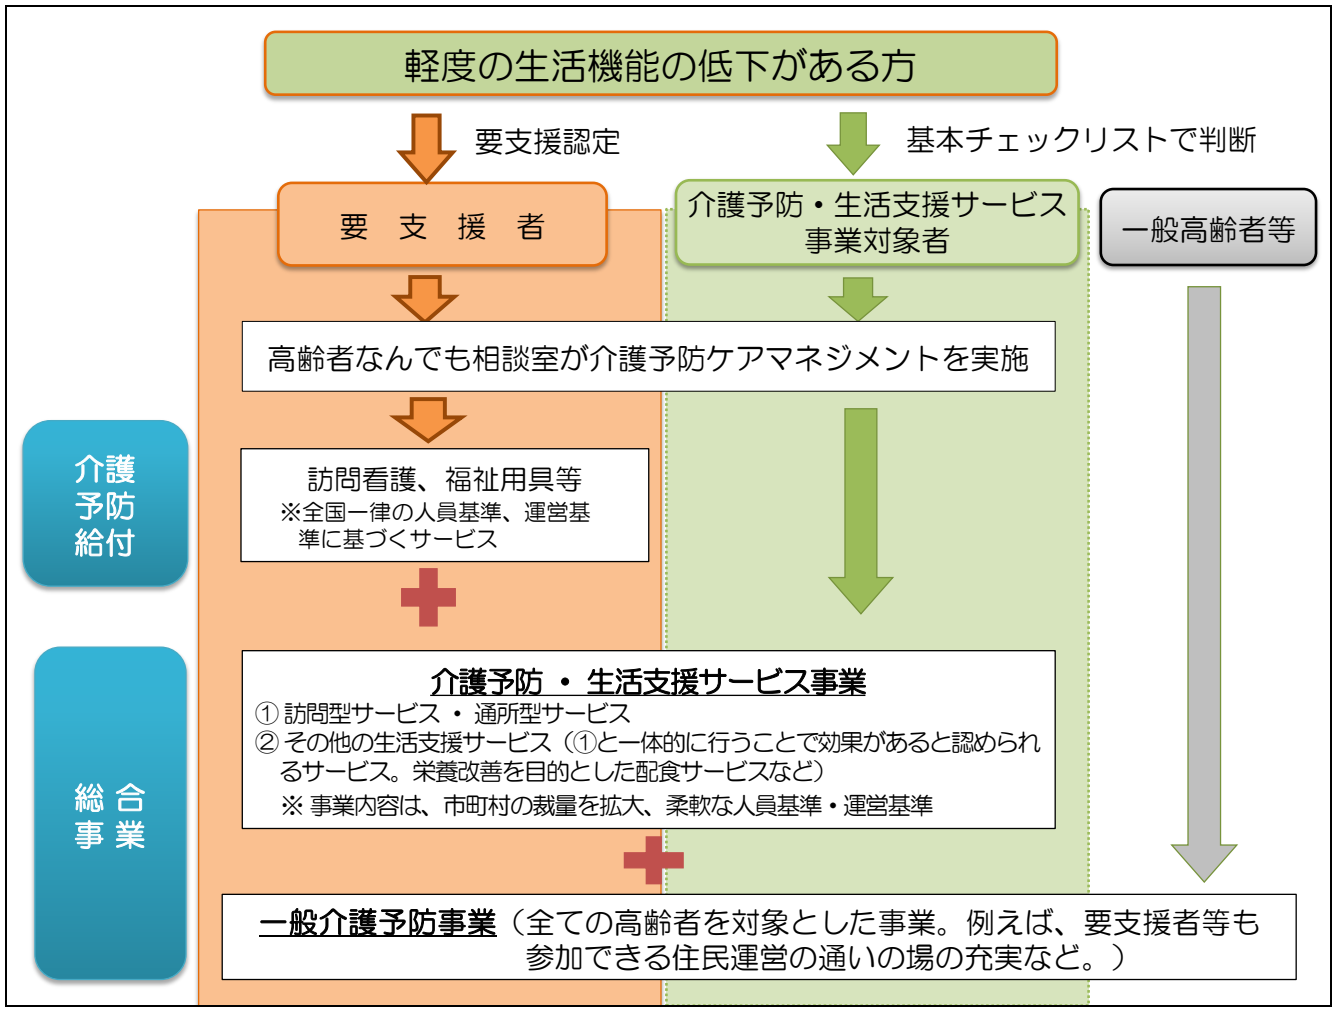 軽度の生活機能の低下がある方
要支援認定
基本チェックリストで判断
要支援者
介護予防・生活支援サービス
事業対象者
一般高齢者等
高齢者なんでも相談室が介護予防ケアマネジメントを実施
介護
予防
給付
訪問看護、福祉用具等
※全国一律の人員基準、運営基
準に基づくサービス
総合
事業
介護予防 ・ 生活支援サービス事業
① 訪問型サービス ・ 通所型サービス
② その他の生活支援サービス（①と一体的に行うことで効果があると認められ
るサービス。栄養改善を目的とした配食サービスなど）
※ 事業内容は、市町村の裁量を拡大、柔軟な人員基準・運営基準
一般介護予防事業（全ての高齢者を対象とした事業。例えば、要支援者等も
参加できる住民運営の通いの場の充実など。）